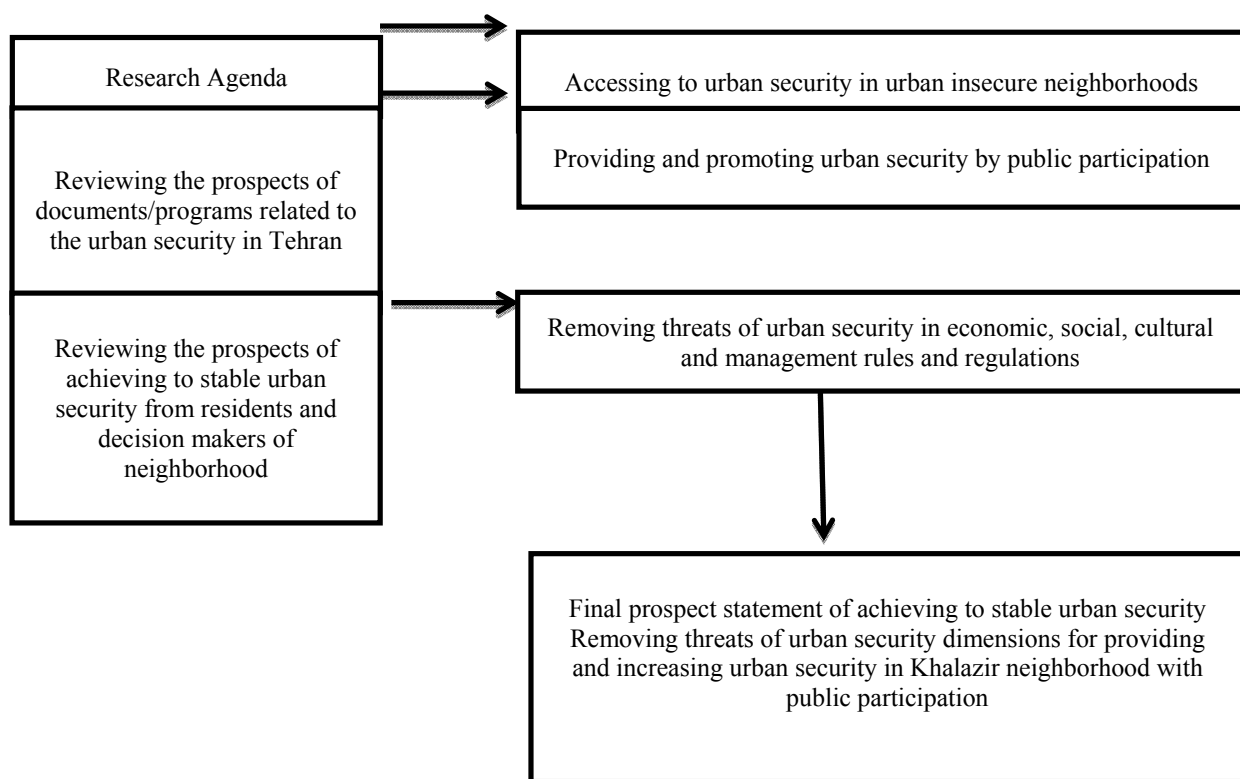 Research Agenda
Reviewing the prospects of
documents/programs related to
the urban security in Tehran
Reviewing the prospects of
achieving to stable urban
security from residents and
decision makers of
neighborhood
Accessing to urban security in urban insecure neighborhoods
Providing and promoting urban security by public participation
Removing threats of urban security in economic, social, cultural
and management rules and regulations
Final prospect statement of achieving to stable urban security
Removing threats of urban security dimensions for providing
and increasing urban security in Khalazir neighborhood with
public participation